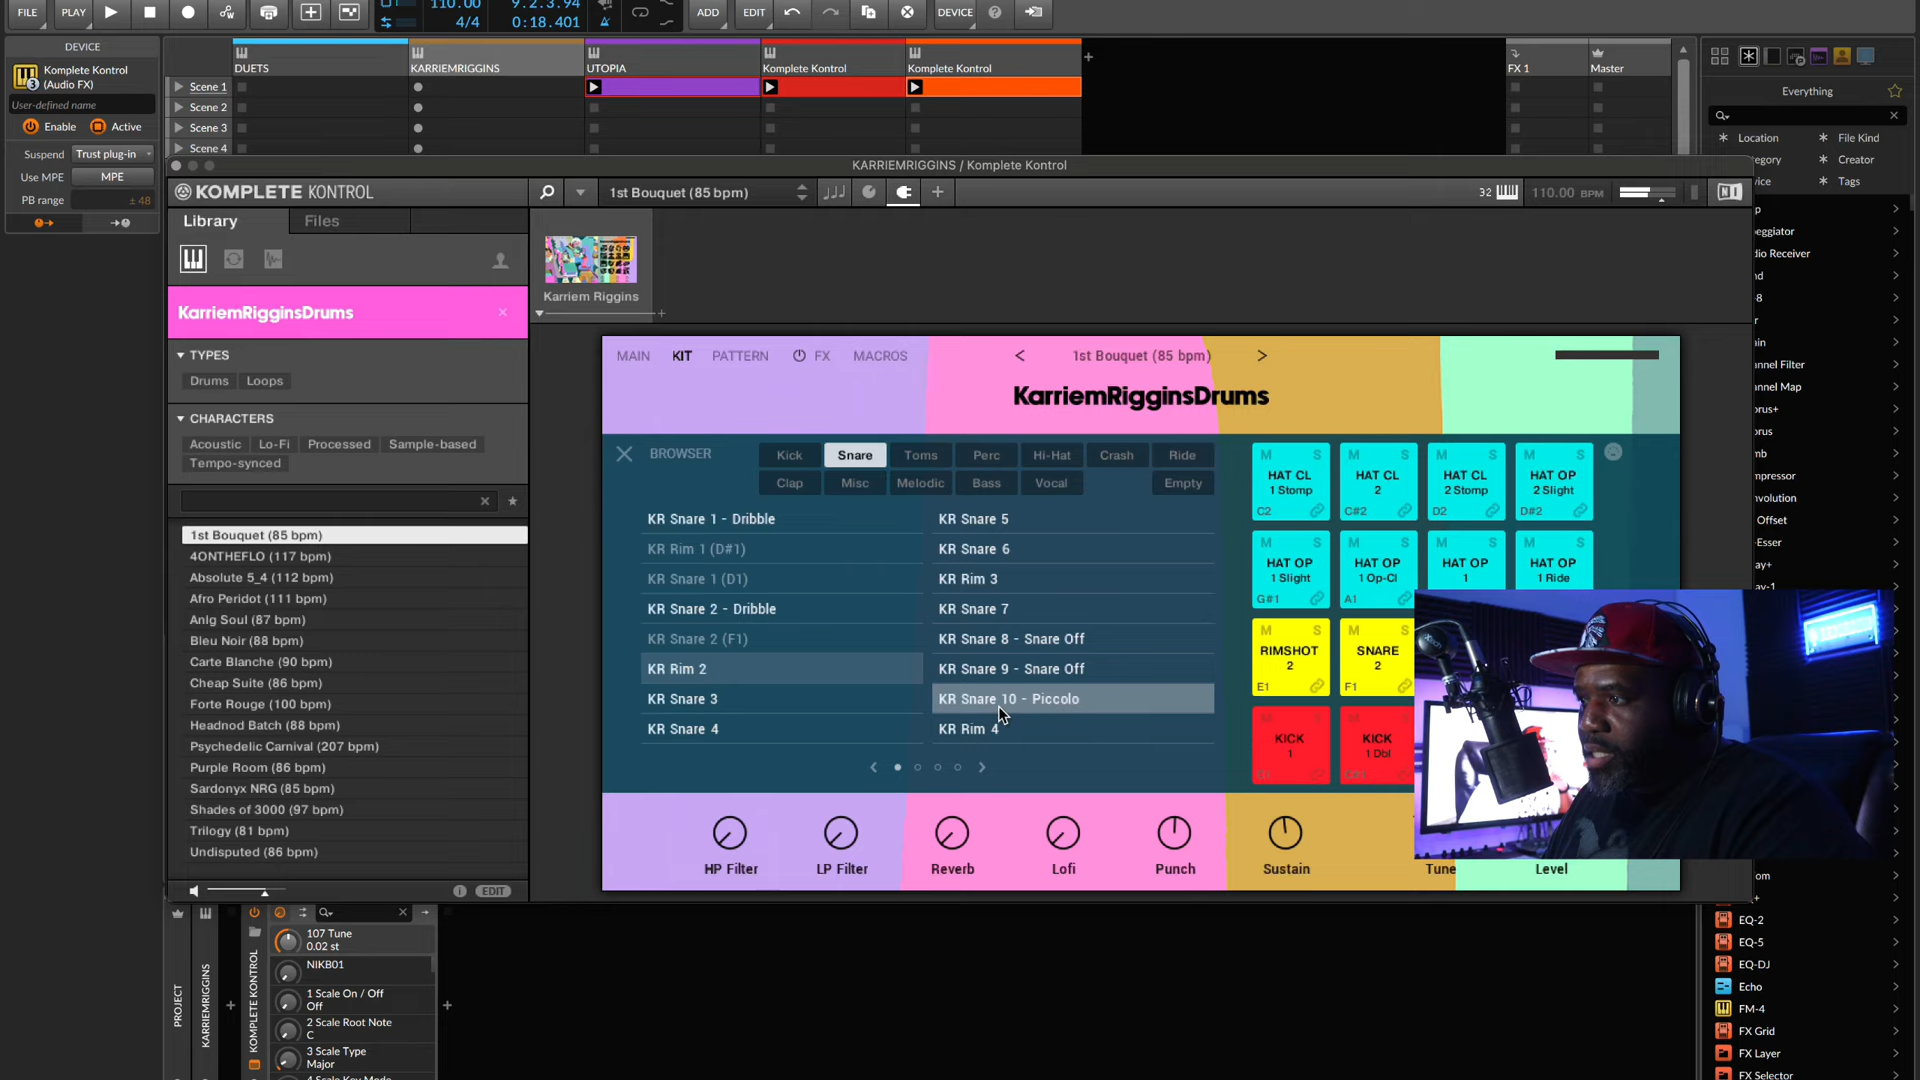 FILE
PLAY
110.00
4/4
9.2.3.94
0:18.401
ADD
EDIT
DEVICE
DEVICE
Komplete Kontrol
(Audio FX)
User-defined name
Enable
Active
Suspend
Trust plug-in
Use MPE
MPE
PB range
± 48
DUETS
KARRIEMRIGGINS
UTOPIA
Komplete Kontrol
Komplete Kontrol
FX 1
Master
Scene 1
Scene 2
Scene 3
Scene 4
Everything
Location
File Kind
Creator
Tags
KARRIEMRIGGINS / Komplete Kontrol
KOMPLETE KONTROL
1st Bouquet (85 bpm)
32
110.00 BPM
Library
Files
Karriem Riggins
KarriemRigginsDrums
TYPES
Drums
Loops
CHARACTERS
Acoustic
Lo-Fi
Processed
Sample-based
Tempo-synced
1st Bouquet (85 bpm)
4ONTHEFLO (117 bpm)
Absolute 5_4 (112 bpm)
Afro Peridot (111 bpm)
Anlg Soul (87 bpm)
Bleu Noir (88 bpm)
Carte Blanche (90 bpm)
Cheap Suite (86 bpm)
Forte Rouge (100 bpm)
Headnod Batch (88 bpm)
Psychedelic Carnival (207 bpm)
Purple Room (86 bpm)
Sardonyx NRG (85 bpm)
Shades of 3000 (97 bpm)
Trilogy (81 bpm)
Undisputed (86 bpm)
EDIT
MAIN
KIT
PATTERN
FX
MACROS
1st Bouquet (85 bpm)
KarriemRigginsDrums
BROWSER
Kick
Snare
Toms
Perc
Hi-Hat
Crash
Ride
Clap
Misc
Melodic
Bass
Vocal
Empty
KR Snare 1 - Dribble
KR Rim 1 (D#1)
KR Snare 1 (D1)
KR Snare 2 - Dribble
KR Snare 2 (F1)
KR Rim 2
KR Snare 3
KR Snare 4
KR Snare 5
KR Snare 6
KR Rim 3
KR Snare 7
KR Snare 8 - Snare Off
KR Snare 9 - Snare Off
KR Snare 10 - Piccolo
KR Rim 4
M S
HAT CL
1 Stomp
C2
M S
HAT CL
2
C#2
M S
HAT CL
2 Stomp
D2
M S
HAT OP
2 Slight
D#2
M S
HAT OP
1 Slight
G#1
M S
HAT OP
1 Op-Cl
A1
M S
HAT OP
1
M S
HAT OP
1 Ride
M S
RIMSHOT
2
E1
M S
SNARE
2
F1
M S
KICK
1
M S
KICK
1 Dbl
HP Filter
LP Filter
Reverb
Lofi
Punch
Sustain
Tune
Level
PROJECT
KARRIEMRIGGINS
KOMPLETE KONTROL
107 Tune
0.02 st
NIKB01
1 Scale On / Off
Off
2 Scale Root Note
C
3 Scale Type
Major
4 Scale Key Mode
EQ-2
EQ-5
EQ-DJ
Echo
FM-4
FX Grid
FX Layer
FX Selector